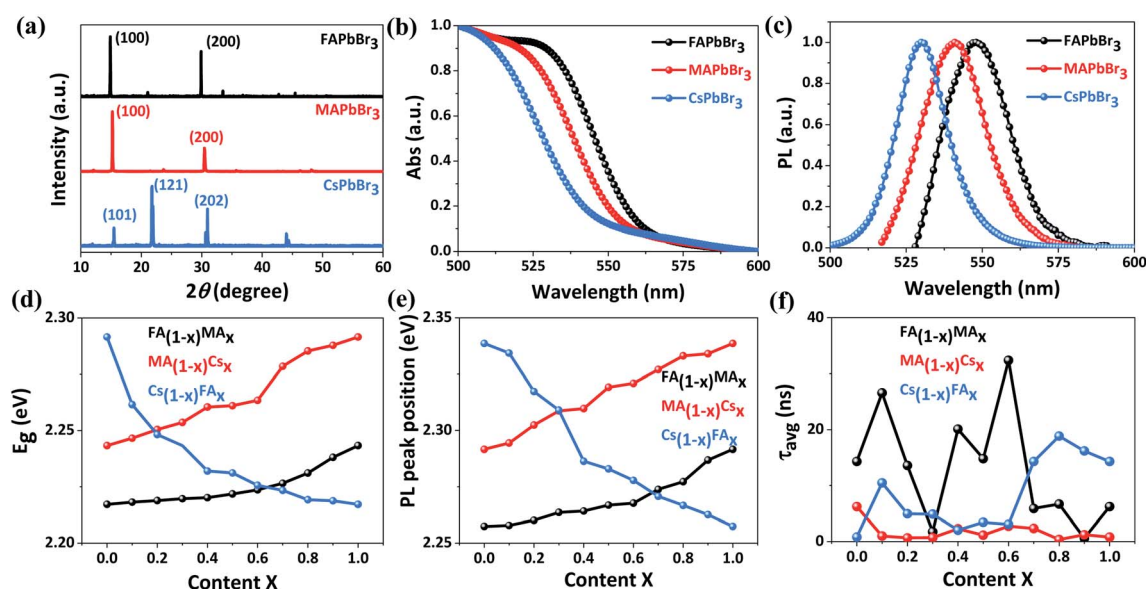 (a)
Intensity (a.u.)
(100)
(200)
FAPbBr3
(100)
(200)
MAPbBr3
(101)
(121)
(202)
CsPbBr3
10 20 30 40 50 60
2θ (degree)
(b)
Abs (a.u.)
1.0
0.8
0.6
0.4
0.2
0.0
FAPbBr3
MAPbBr3
CsPbBr3
500 525 550 575 600
Wavelength (nm)
(c)
PL (a.u.)
1.0
0.8
0.6
0.4
0.2
0.0
FAPbBr3
MAPbBr3
CsPbBr3
500 525 550 575 600
Wavelength (nm)
(d)
Eg (eV)
2.30
2.25
2.20
FA(1-x)MAx
MA(1-x)Csx
Cs(1-x)FAx
0.0 0.2 0.4 0.6 0.8 1.0
Content X
(e)
PL peak position (eV)
2.35
2.30
2.25
FA(1-x)MAx
MA(1-x)Csx
Cs(1-x)FAx
0.0 0.2 0.4 0.6 0.8 1.0
Content X
(f)
τavg (ns)
40
20
0
FA(1-x)MAx
MA(1-x)Csx
Cs(1-x)FAx
0.0 0.2 0.4 0.6 0.8 1.0
Content X